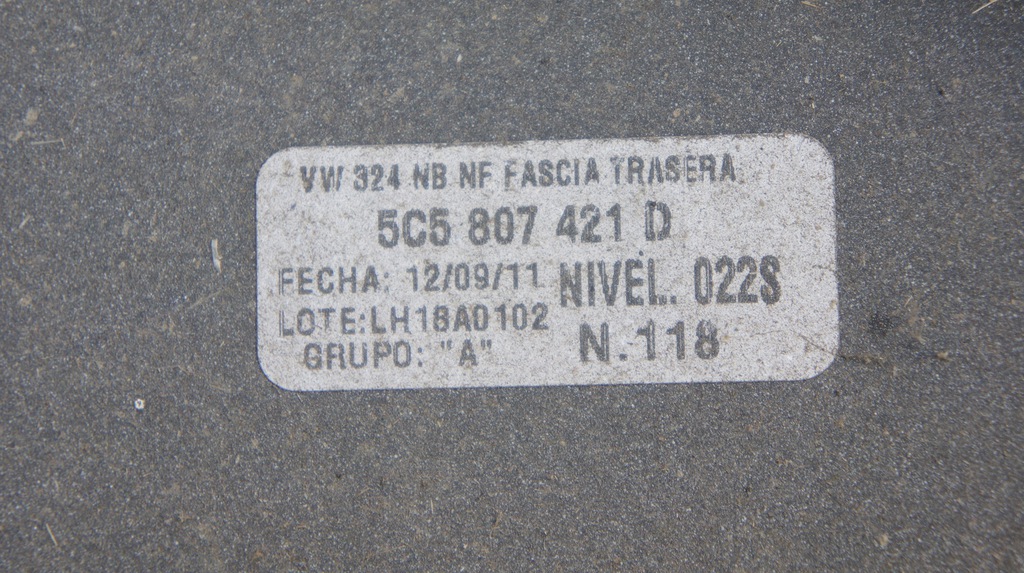 VW 324 NB NF FASCIA TRASERA
5C5 807 421 D
FECHA: 12/09/11 NIVEL. 022S
LOTE:LH18A0102
GRUPO: "A" N.118